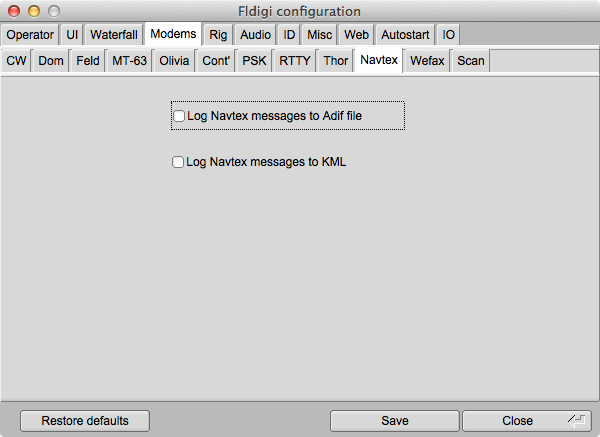 Fldigi configuration
Operator UI Waterfall Modems Rig Audio ID Misc Web Autostart IO
CW Dom Feld MT-63 Olivia Cont' PSK RTTY Thor Navtex Wefax Scan
Log Navtex messages to Adif file
Log Navtex messages to KML
Restore defaults Save Close